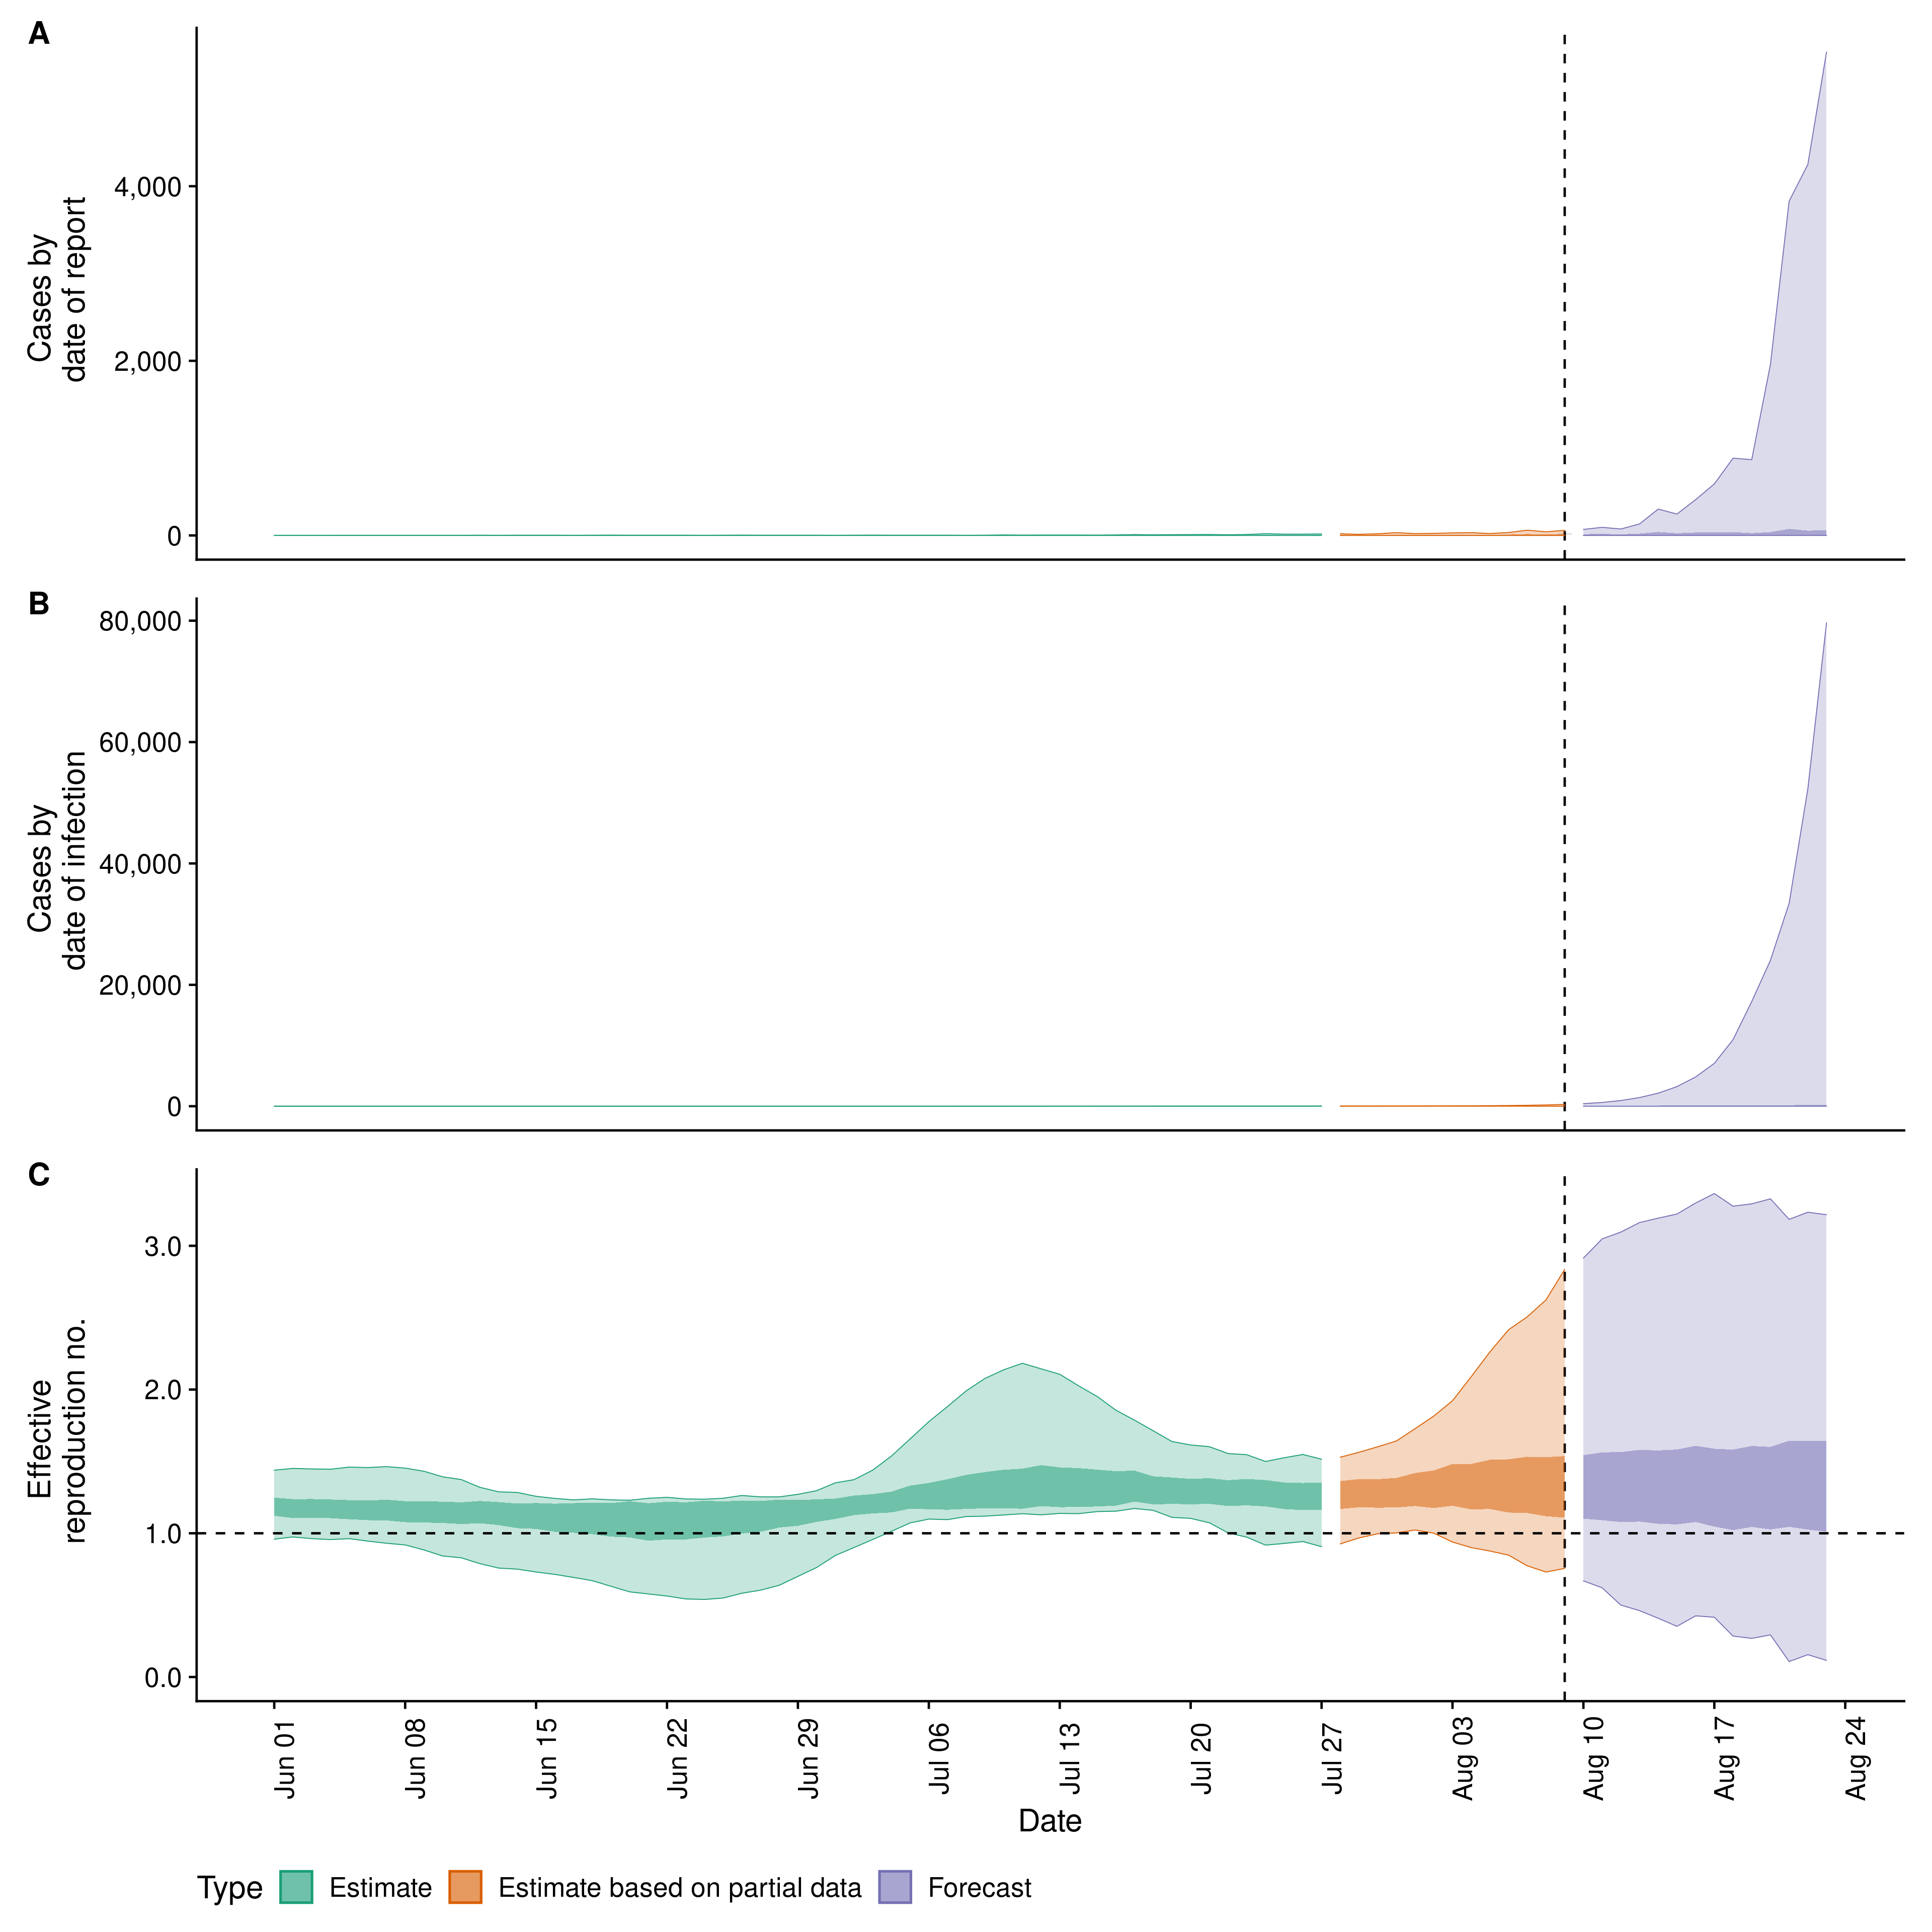 A
Cases by
date of report
4,000
2,000
0
B
Cases by
date of infection
80,000
60,000
40,000
20,000
0
C
Effective
reproduction no.
3.0
2.0
1.0
0.0
Jun 01
Jun 08
Jun 15
Jun 22
Jun 29
Jul 06
Jul 13
Jul 20
Jul 27
Aug 03
Aug 10
Aug 17
Aug 24
Date
Type Estimate Estimate based on partial data Forecast